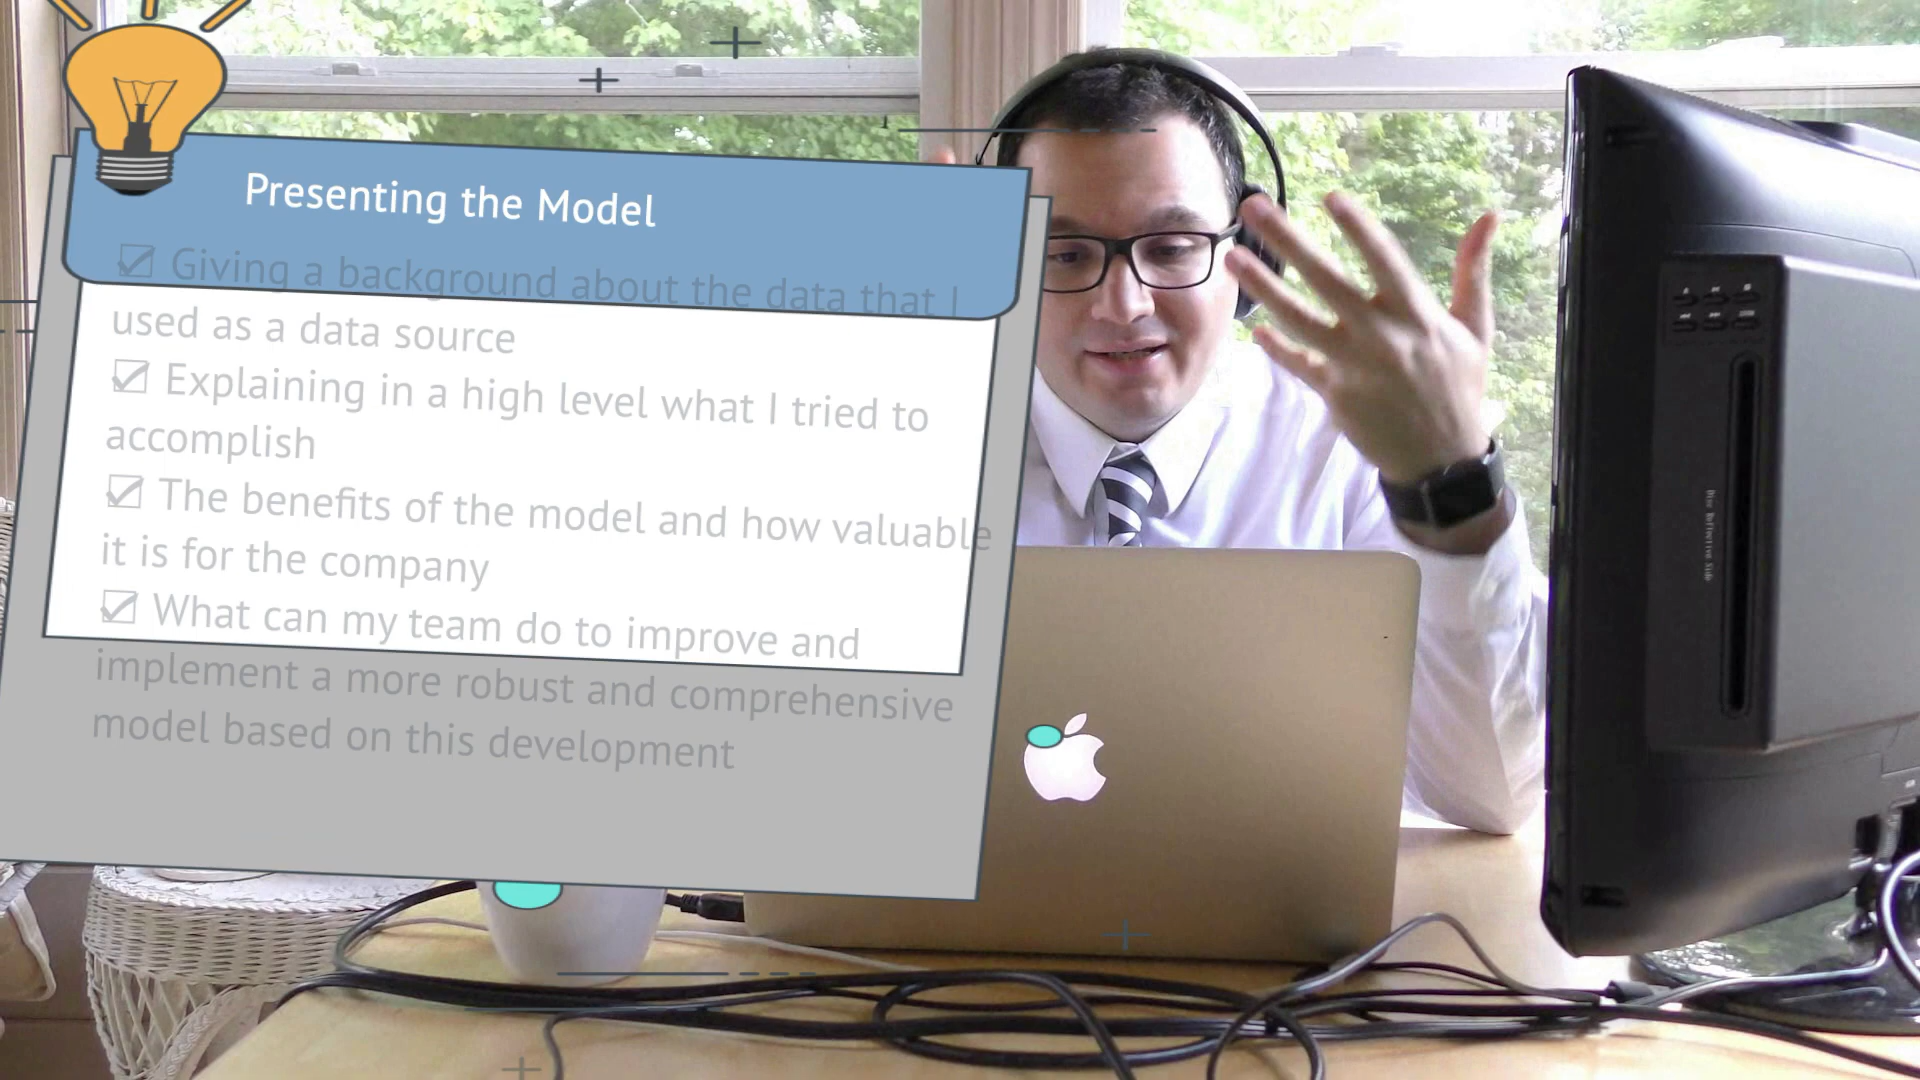 Presenting the Model
☑ Giving a background about the data that I
used as a data source
☑ Explaining in a high level what I tried to
accomplish
☑ The benefits of the model and how valuable
it is for the company
☑ What can my team do to improve and
implement a more robust and comprehensive
model based on this development